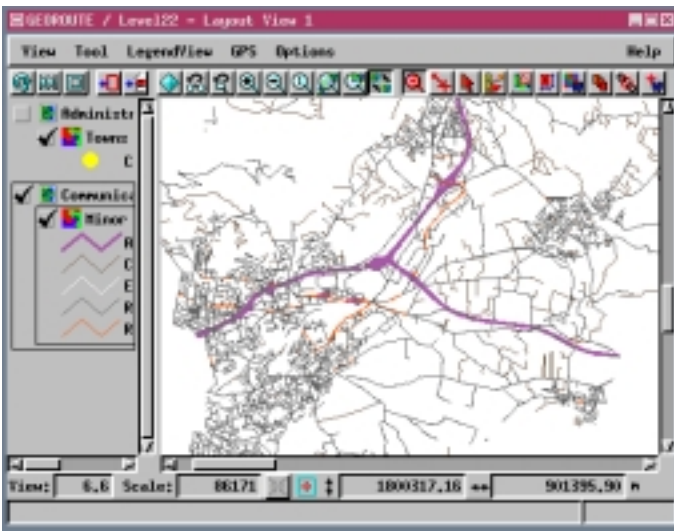 GEOROUTE / Level22 - Layout View 1
View Tool LegendView GPS Options Help
Administr
Towns
C
Communica
Minor
R
C
E
R
R
View: 6.6 Scale: 86171 1800317.16 901395.90 m